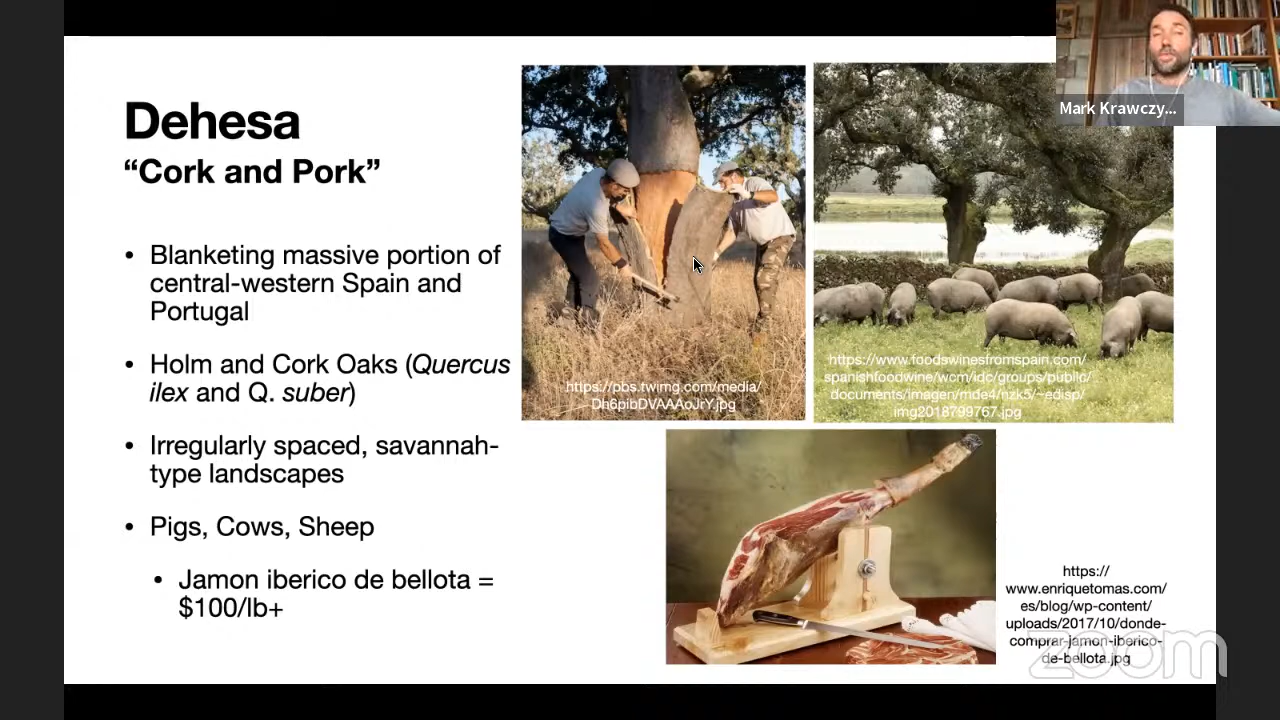 Dehesa
“Cork and Pork”
• Blanketing massive portion of
central-western Spain and
Portugal
• Holm and Cork Oaks (Quercus
ilex and Q. suber)
• Irregularly spaced, savannah-
type landscapes
• Pigs, Cows, Sheep
• Jamon iberico de bellota =
$100/lb+
https://pbs.twimg.com/media/
Dh6pibDVAAAoJrY.jpg
https://www.foodswinesfromspain.com/
spanishfoodwine/wcm/idc/groups/public/
documents/imagen/mde4/nzk5/~edisp/
img2018799767.jpg
https://
www.enriquetomas.com/
es/blog/wp-content/
uploads/2017/10/donde-
comprar-jamon-iberico-
de-bellota.jpg
Mark Krawczy...
zoom